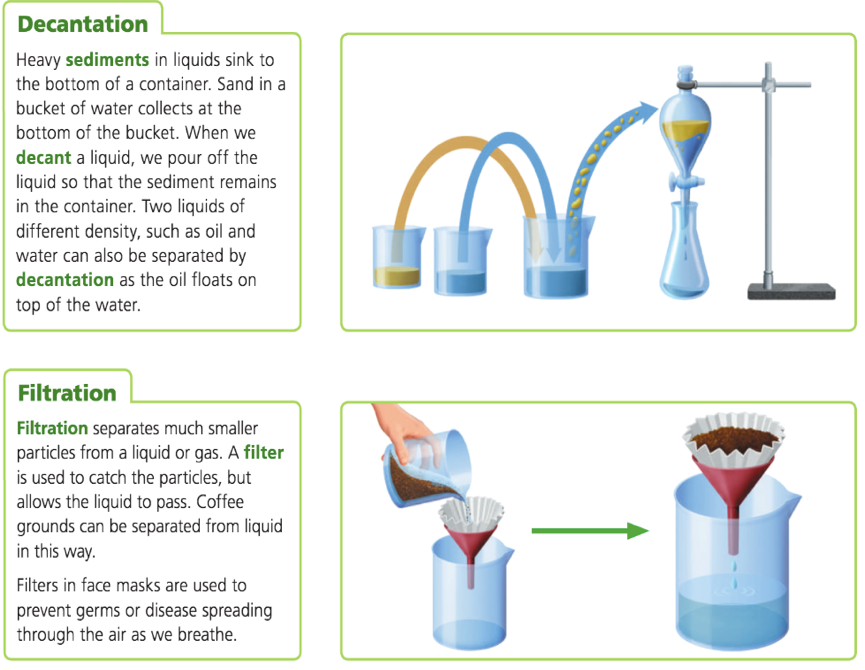 Decantation
Heavy sediments in liquids sink to
the bottom of a container. Sand in a
bucket of water collects at the
bottom of the bucket. When we
decant a liquid, we pour off the
liquid so that the sediment remains
in the container. Two liquids of
different density, such as oil and
water can also be separated by
decantation as the oil floats on
top of the water.
Filtration
Filtration separates much smaller
particles from a liquid or gas. A filter
is used to catch the particles, but
allows the liquid to pass. Coffee
grounds can be separated from liquid
in this way.
Filters in face masks are used to
prevent germs or disease spreading
through the air as we breathe.